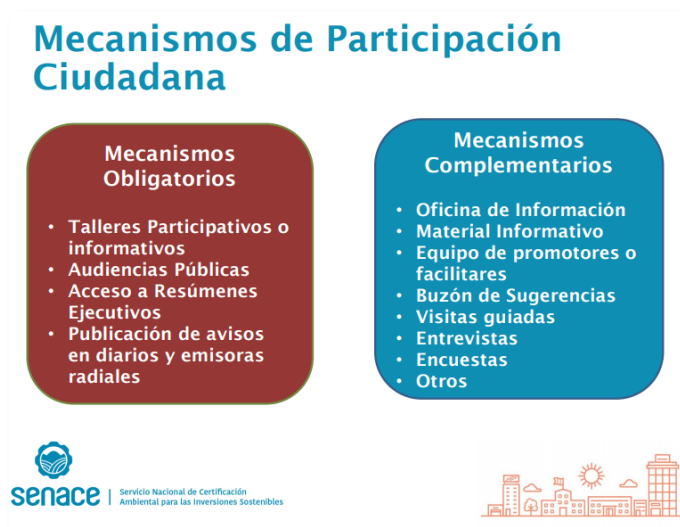 Mecanismos de Participación
Ciudadana
Mecanismos
Obligatorios
• Talleres Participativos o
informativos
• Audiencias Públicas
• Acceso a Resúmenes
Ejecutivos
• Publicación de avisos
en diarios y emisoras
radiales
Mecanismos
Complementarios
• Oficina de Información
• Material Informativo
• Equipo de promotores o
facilitares
• Buzón de Sugerencias
• Visitas guiadas
• Entrevistas
• Encuestas
• Otros
senace
Servicio Nacional de Certificación
Ambiental para las Inversiones Sostenibles